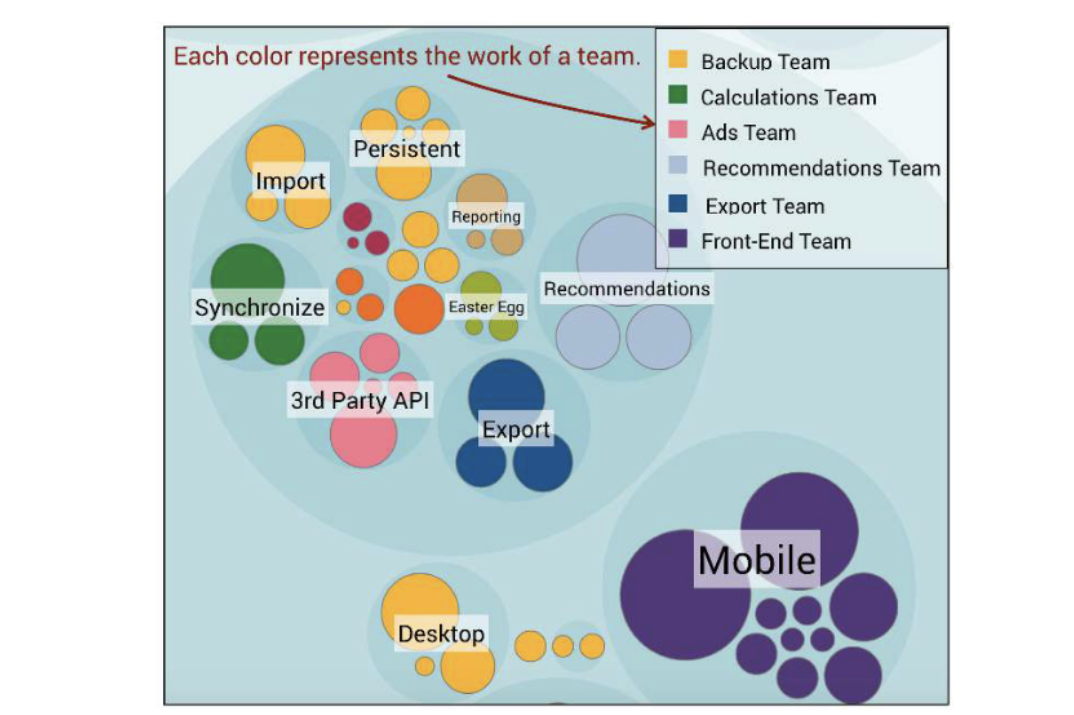 Each color represents the work of a team.
Backup Team
Calculations Team
Ads Team
Recommendations Team
Export Team
Front-End Team
Persistent
Import
Reporting
Recommendations
Synchronize
Easter Egg
3rd Party API
Export
Mobile
Desktop